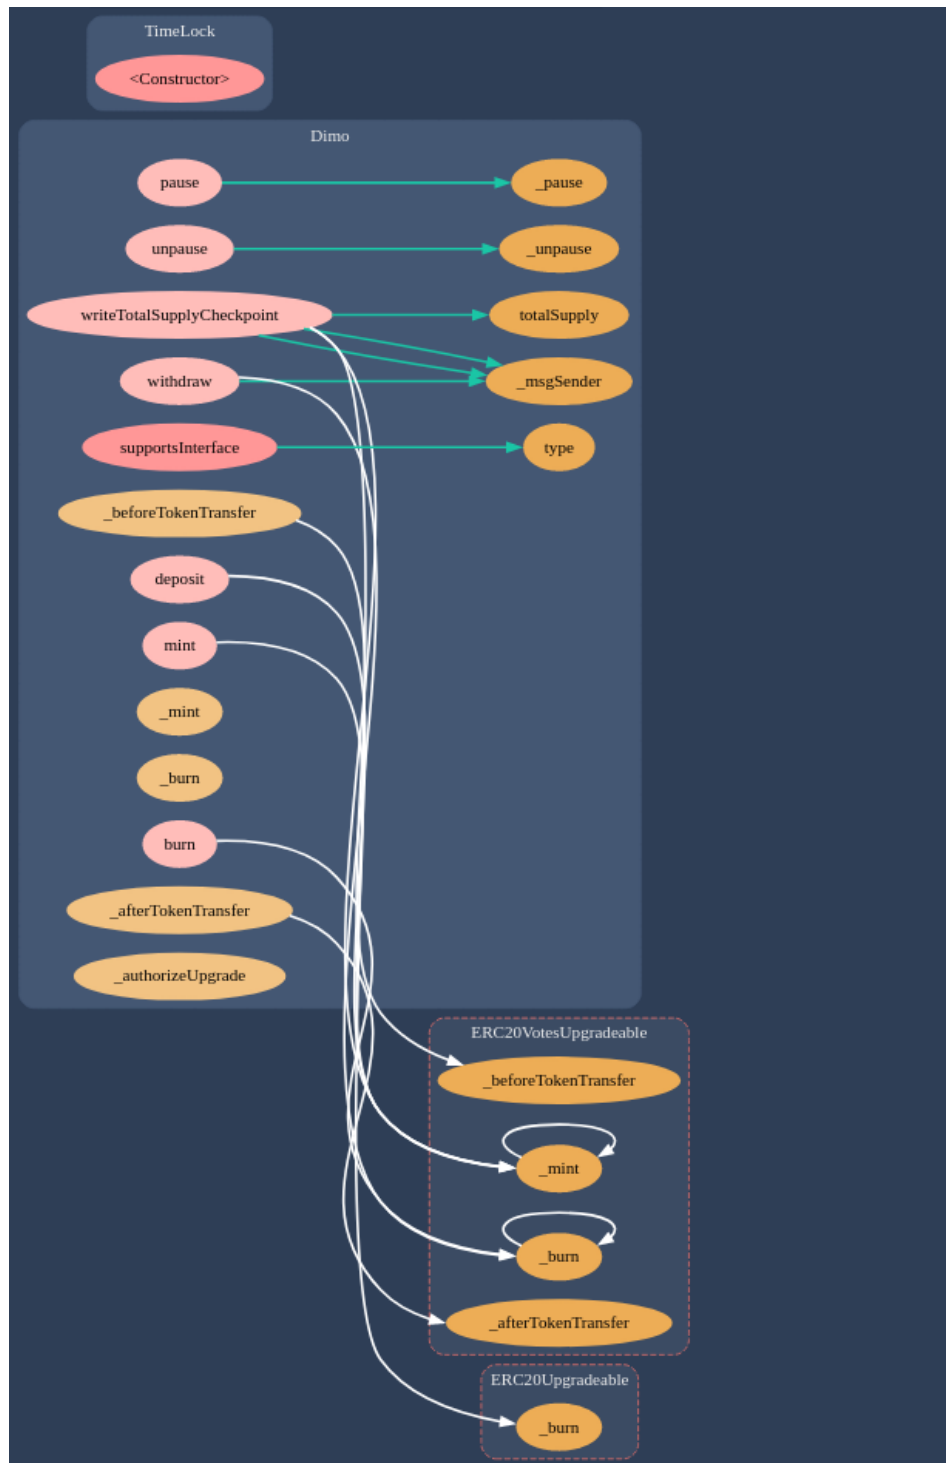 TimeLock
<Constructor>
Dimo
pause
_pause
unpause
_unpause
writeTotalSupplyCheckpoint
totalSupply
withdraw
_msgSender
supportsInterface
type
_beforeTokenTransfer
deposit
mint
_mint
_burn
burn
_afterTokenTransfer
_authorizeUpgrade
ERC20VotesUpgradeable
_beforeTokenTransfer
_mint
_burn
_afterTokenTransfer
ERC20Upgradeable
_burn